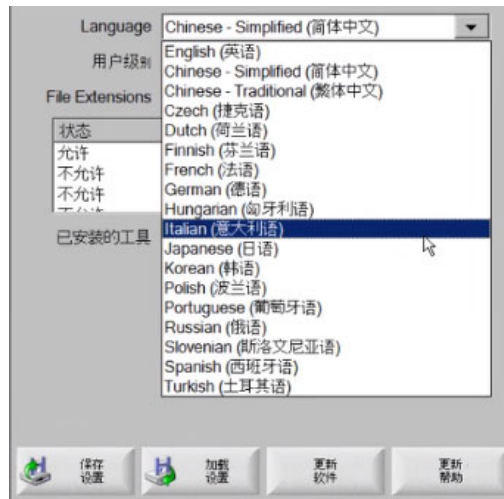 Language Chinese - Simplified (简体中文)
用户级别
File Extensions
状态
允许
不允许
不允许
不允许
已安装的工具
English (英语)
Chinese - Simplified (简体中文)
Chinese - Traditional (繁体中文)
Czech (捷克语)
Dutch (荷兰语)
Finnish (芬兰语)
French (法语)
German (德语)
Hungarian (匈牙利语)
Italian (意大利语)
Japanese (日语)
Korean (韩语)
Polish (波兰语)
Portuguese (葡萄牙语)
Russian (俄语)
Slovenian (斯洛文尼亚语)
Spanish (西班牙语)
Turkish (土耳其语)
保存
设置
加载
设置
更新
软件
更新
帮助